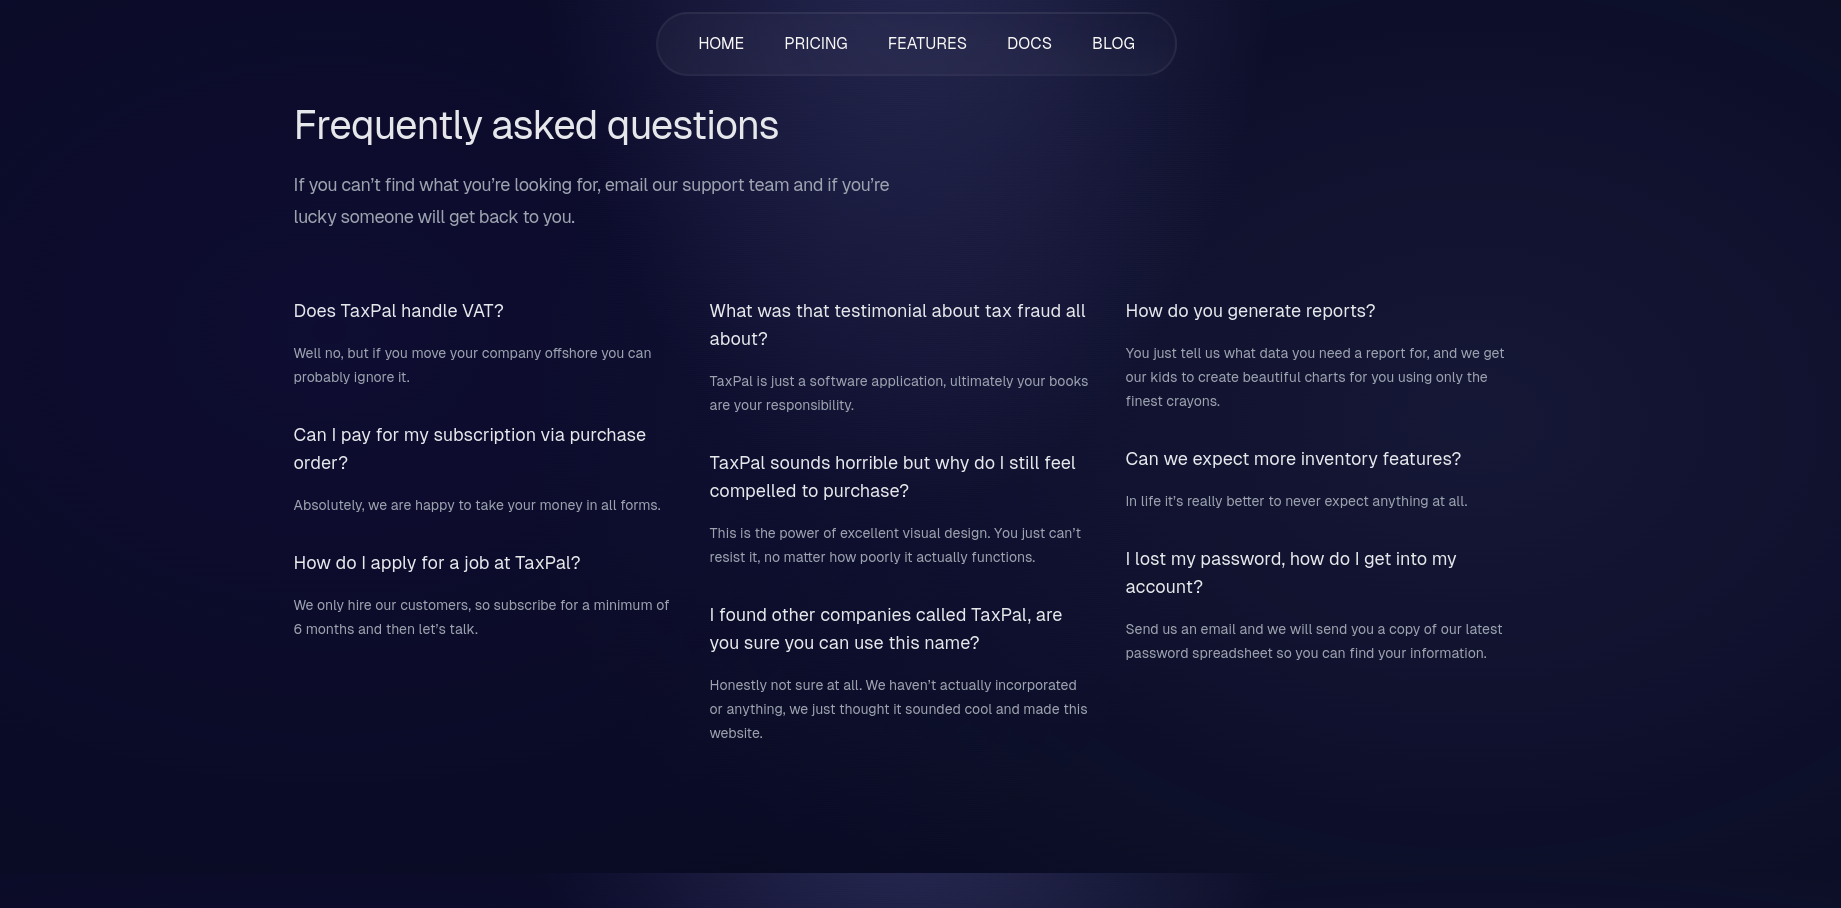 HOME PRICING FEATURES DOCS BLOG
Frequently asked questions
If you can’t find what you’re looking for, email our support team and if you’re
lucky someone will get back to you.
Does TaxPal handle VAT?
Well no, but if you move your company offshore you can
probably ignore it.
Can I pay for my subscription via purchase
order?
Absolutely, we are happy to take your money in all forms.
How do I apply for a job at TaxPal?
We only hire our customers, so subscribe for a minimum of
6 months and then let’s talk.
What was that testimonial about tax fraud all
about?
TaxPal is just a software application, ultimately your books
are your responsibility.
TaxPal sounds horrible but why do I still feel
compelled to purchase?
This is the power of excellent visual design. You just can’t
resist it, no matter how poorly it actually functions.
I found other companies called TaxPal, are
you sure you can use this name?
Honestly not sure at all. We haven’t actually incorporated
or anything, we just thought it sounded cool and made this
website.
How do you generate reports?
You just tell us what data you need a report for, and we get
our kids to create beautiful charts for you using only the
finest crayons.
Can we expect more inventory features?
In life it’s really better to never expect anything at all.
I lost my password, how do I get into my
account?
Send us an email and we will send you a copy of our latest
password spreadsheet so you can find your information.